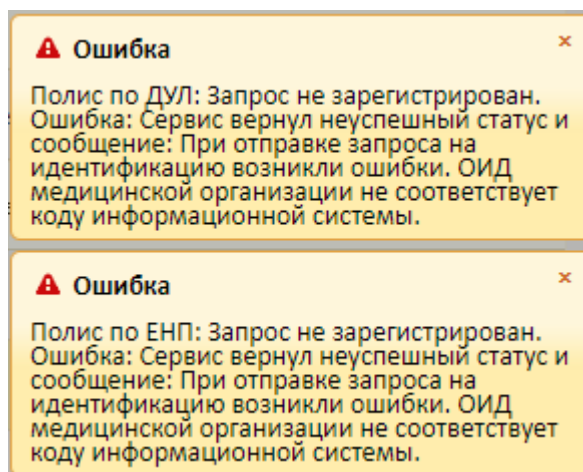 Ошибка
×
Полис по ДУЛ: Запрос не зарегистрирован.
Ошибка: Сервис вернул неуспешный статус и
сообщение: При отправке запроса на
идентификацию возникли ошибки. ОИД
медицинской организации не соответствует
коду информационной системы.
Ошибка
×
Полис по ЕНП: Запрос не зарегистрирован.
Ошибка: Сервис вернул неуспешный статус и
сообщение: При отправке запроса на
идентификацию возникли ошибки. ОИД
медицинской организации не соответствует
коду информационной системы.